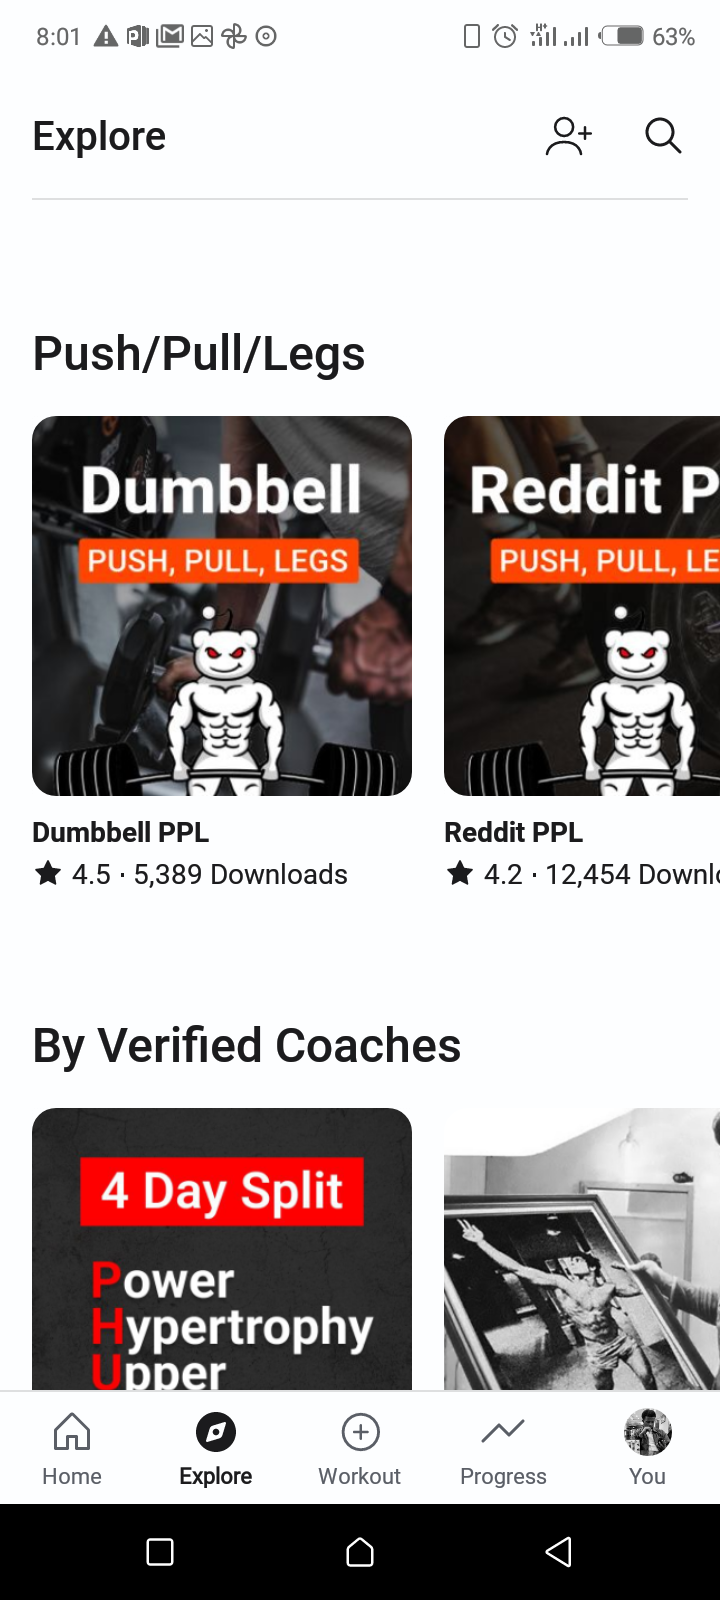 8:01
63%
Explore
Push/Pull/Legs
Dumbbell
PUSH, PULL, LEGS
Reddit P
PUSH, PULL, LE
Dumbbell PPL
Reddit PPL
4.5 · 5,389 Downloads
4.2 · 12,454 Downlo
By Verified Coaches
4 Day Split
Power
Hypertrophy
Upper
Home
Explore
Workout
Progress
You